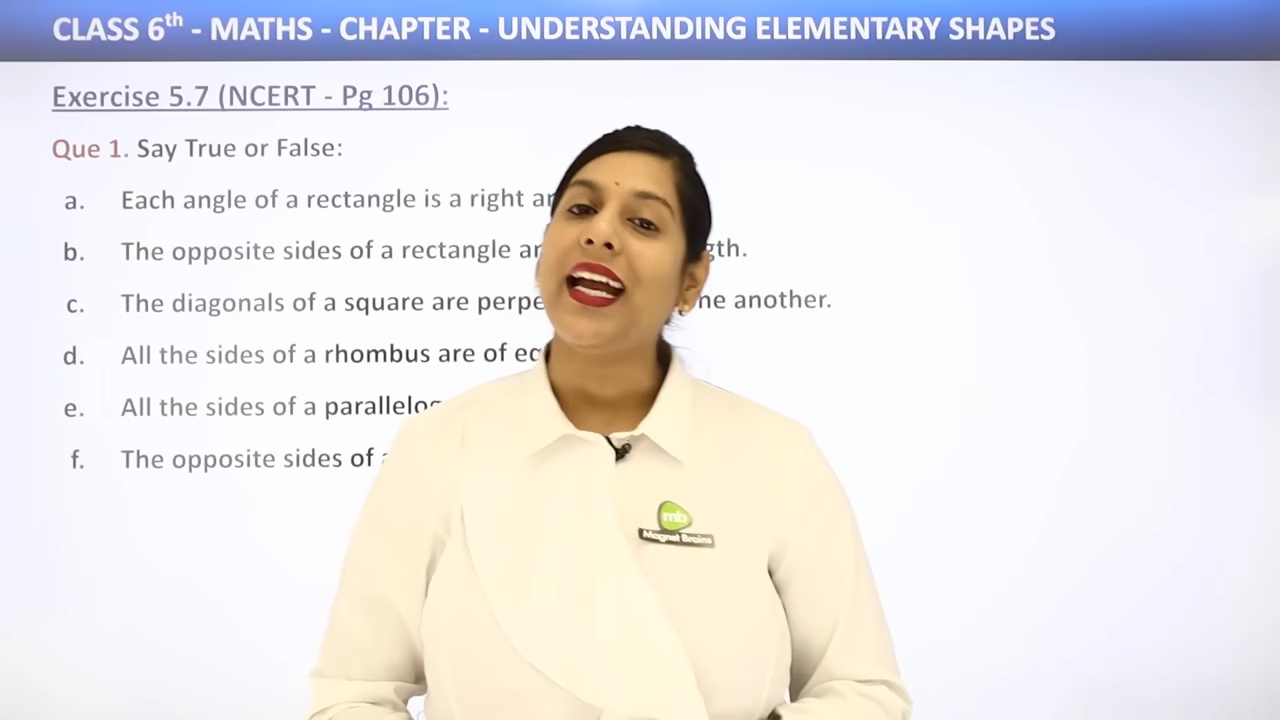 CLASS 6th - MATHS - CHAPTER - UNDERSTANDING ELEMENTARY SHAPES
Exercise 5.7 (NCERT - Pg 106):
Que 1. Say True or False:
a. Each angle of a rectangle is a right
b. The opposite sides of a rectangle
c. The diagonals of a square are another.
d. All the sides of a rhombus are of
e. All the sides of a
f. The opposite sides of
mb
Magnet Brains